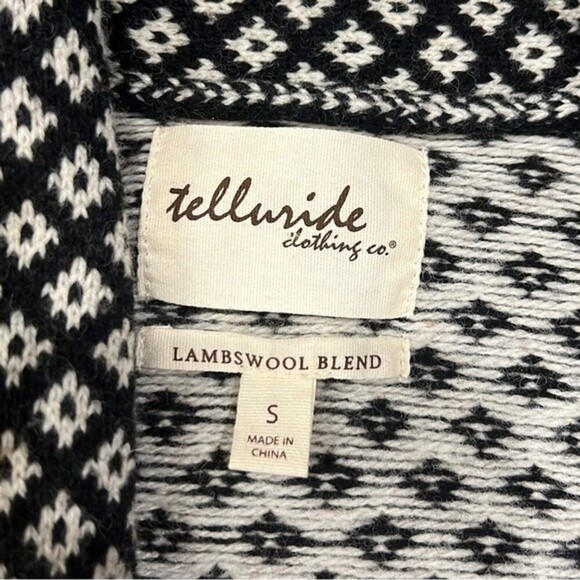 telluride
clothing co.®
LAMBSWOOL BLEND
S
MADE IN
CHINA